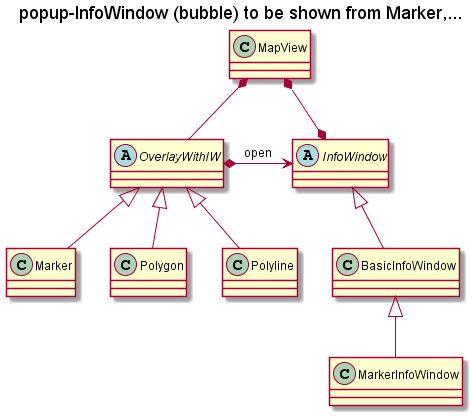 popup-InfoWindow (bubble) to be shown from Marker,...
C MapView
A OverlayWithIW
open
A InfoWindow
C Marker
C Polygon
C Polyline
C BasicInfoWindow
C MarkerInfoWindow